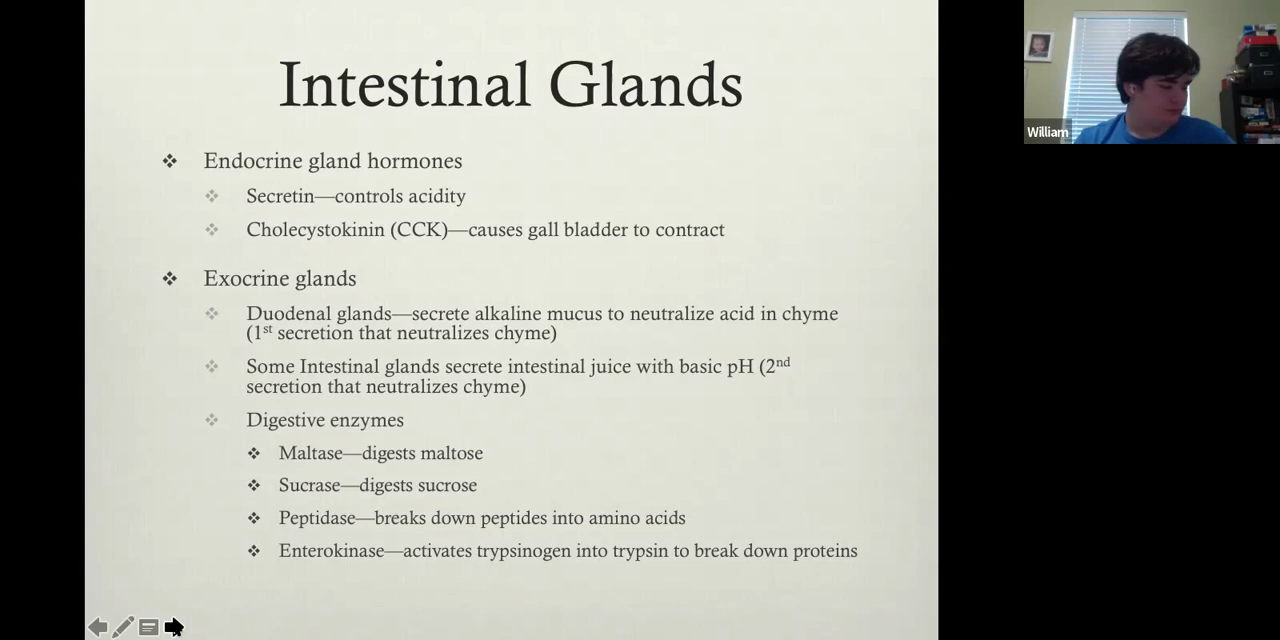 Intestinal Glands
Endocrine gland hormones
Secretin—controls acidity
Cholecystokinin (CCK)—causes gall bladder to contract
Exocrine glands
Duodenal glands—secrete alkaline mucus to neutralize acid in chyme
(1st secretion that neutralizes chyme)
Some Intestinal glands secrete intestinal juice with basic pH (2nd
secretion that neutralizes chyme)
Digestive enzymes
Maltase—digests maltose
Sucrase—digests sucrose
Peptidase—breaks down peptides into amino acids
Enterokinase—activates trypsinogen into trypsin to break down proteins
William